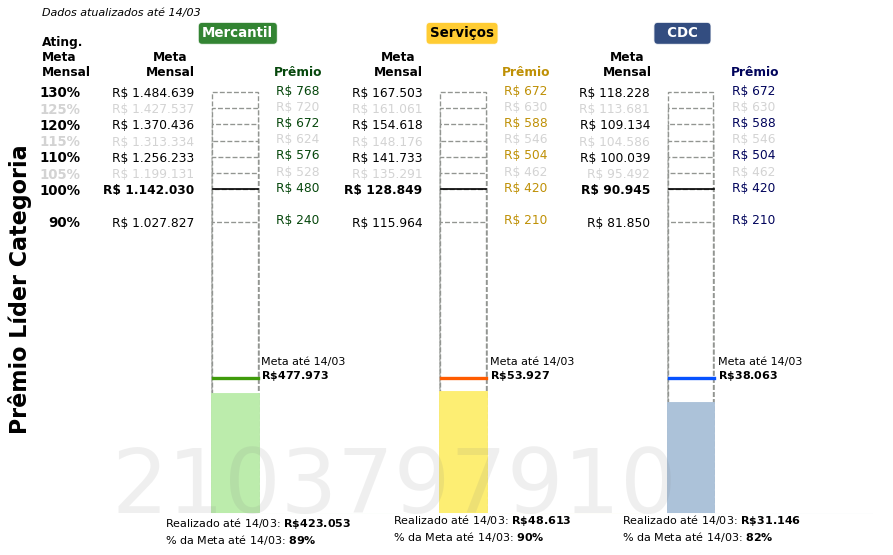 Dados atualizados até 14/03
Mercantil Serviços CDC
Ating.
Meta
Mensal
Meta
Mensal
Prêmio
Meta
Mensal
Prêmio
Meta
Mensal
Prêmio
130% R$ 1.484.639 R$ 768 R$ 167.503 R$ 672 R$ 118.228 R$ 672
125% R$ 1.427.537 R$ 720 R$ 161.061 R$ 630 R$ 113.681 R$ 630
120% R$ 1.370.436 R$ 672 R$ 154.618 R$ 588 R$ 109.134 R$ 588
115% R$ 1.313.334 R$ 624 R$ 148.176 R$ 546 R$ 104.586 R$ 546
110% R$ 1.256.233 R$ 576 R$ 141.733 R$ 504 R$ 100.039 R$ 504
105% R$ 1.199.131 R$ 528 R$ 135.291 R$ 462 R$ 95.492 R$ 462
100% R$ 1.142.030 R$ 480 R$ 128.849 R$ 420 R$ 90.945 R$ 420
90% R$ 1.027.827 R$ 240 R$ 115.964 R$ 210 R$ 81.850 R$ 210
Prêmio Líder Categoria
Meta até 14/03
R$477.973
Meta até 14/03
R$53.927
Meta até 14/03
R$38.063
2103797910
Realizado até 14/03: R$423.053
% da Meta até 14/03: 89%
Realizado até 14/03: R$48.613
% da Meta até 14/03: 90%
Realizado até 14/03: R$31.146
% da Meta até 14/03: 82%